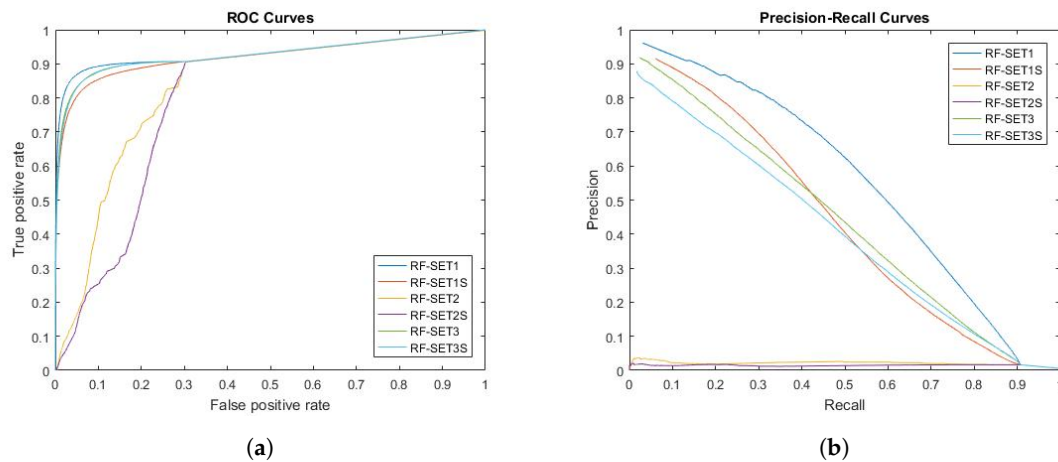 ROC Curves
1
0.9
0.8
0.7
0.6
0.5
0.4
0.3
0.2
0.1
0
True positive rate
RF-SET1
RF-SET1S
RF-SET2
RF-SET2S
RF-SET3
RF-SET3S
0 0.1 0.2 0.3 0.4 0.5 0.6 0.7 0.8 0.9 1
False positive rate
(a)
Precision-Recall Curves
1
0.9
0.8
0.7
0.6
0.5
0.4
0.3
0.2
0.1
0
Precision
RF-SET1
RF-SET1S
RF-SET2
RF-SET2S
RF-SET3
RF-SET3S
0 0.1 0.2 0.3 0.4 0.5 0.6 0.7 0.8 0.9
Recall
(b)